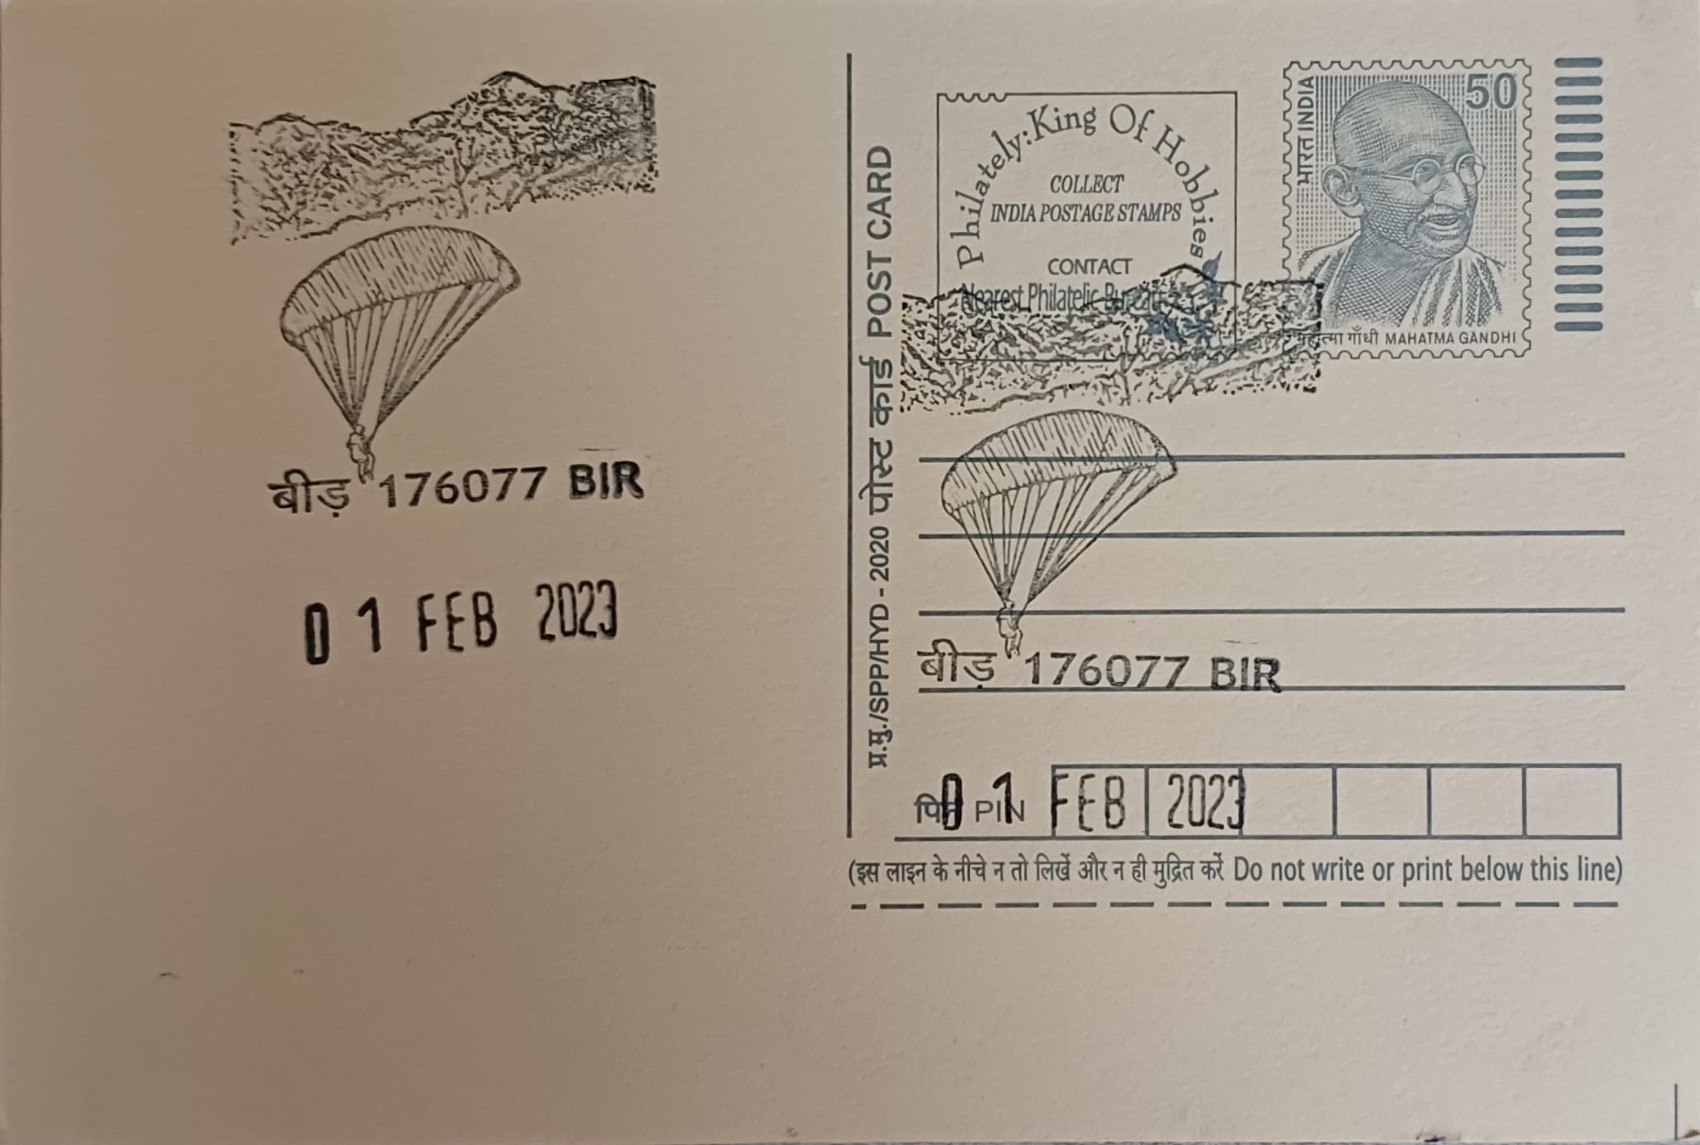 बीड़ 176077 BIR
01 FEB 2023
प्र.मु./SPP/HYD - 2020 पोस्ट कार्ड POST CARD
Philately: King Of Hobbies
COLLECT
INDIA POSTAGE STAMPS
CONTACT
Nearest Philatelic Bureau
भारत INDIA
50
महात्मा गाँधी MAHATMA GANDHI
बीड़ 176077 BIR
पिन PIN
01 FEB 2023
(इस लाइन के नीचे न तो लिखें और न ही मुद्रित करें Do not write or print below this line)